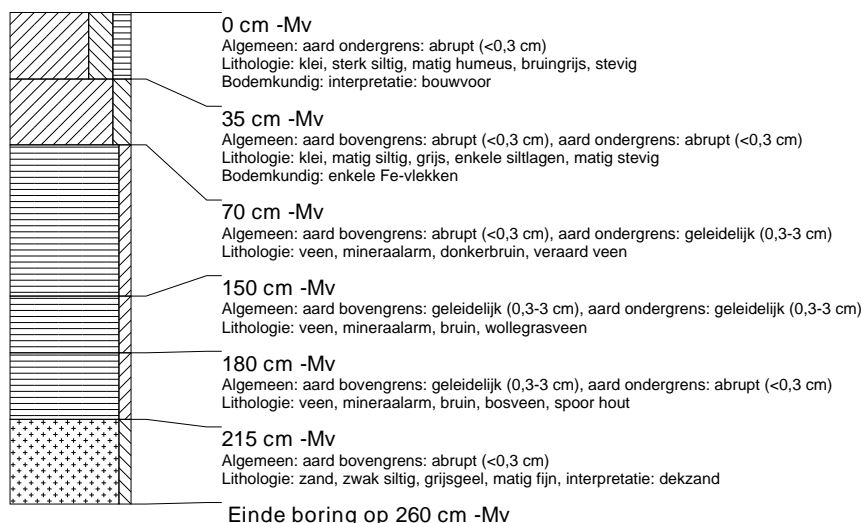 0 cm -Mv
Algemeen: aard ondergrens: abrupt (<0,3 cm)
Lithologie: klei, sterk siltig, matig humeus, bruingrijs, stevig
Bodemkundig: interpretatie: bouwvoor
35 cm -Mv
Algemeen: aard bovengrens: abrupt (<0,3 cm), aard ondergrens: abrupt (<0,3 cm)
Lithologie: klei, matig siltig, grijs, enkele siltlagen, matig stevig
Bodemkundig: enkele Fe-vlekken
70 cm -Mv
Algemeen: aard bovengrens: abrupt (<0,3 cm), aard ondergrens: geleidelijk (0,3-3 cm)
Lithologie: veen, mineraalarm, donkerbruin, veraard veen
150 cm -Mv
Algemeen: aard bovengrens: geleidelijk (0,3-3 cm), aard ondergrens: geleidelijk (0,3-3 cm)
Lithologie: veen, mineraalarm, bruin, wollegrasveen
180 cm -Mv
Algemeen: aard bovengrens: geleidelijk (0,3-3 cm), aard ondergrens: abrupt (<0,3 cm)
Lithologie: veen, mineraalarm, bruin, bosveen, spoor hout
215 cm -Mv
Algemeen: aard bovengrens: abrupt (<0,3 cm)
Lithologie: zand, zwak siltig, grijsgeel, matig fijn, interpretatie: dekzand
Einde boring op 260 cm -Mv